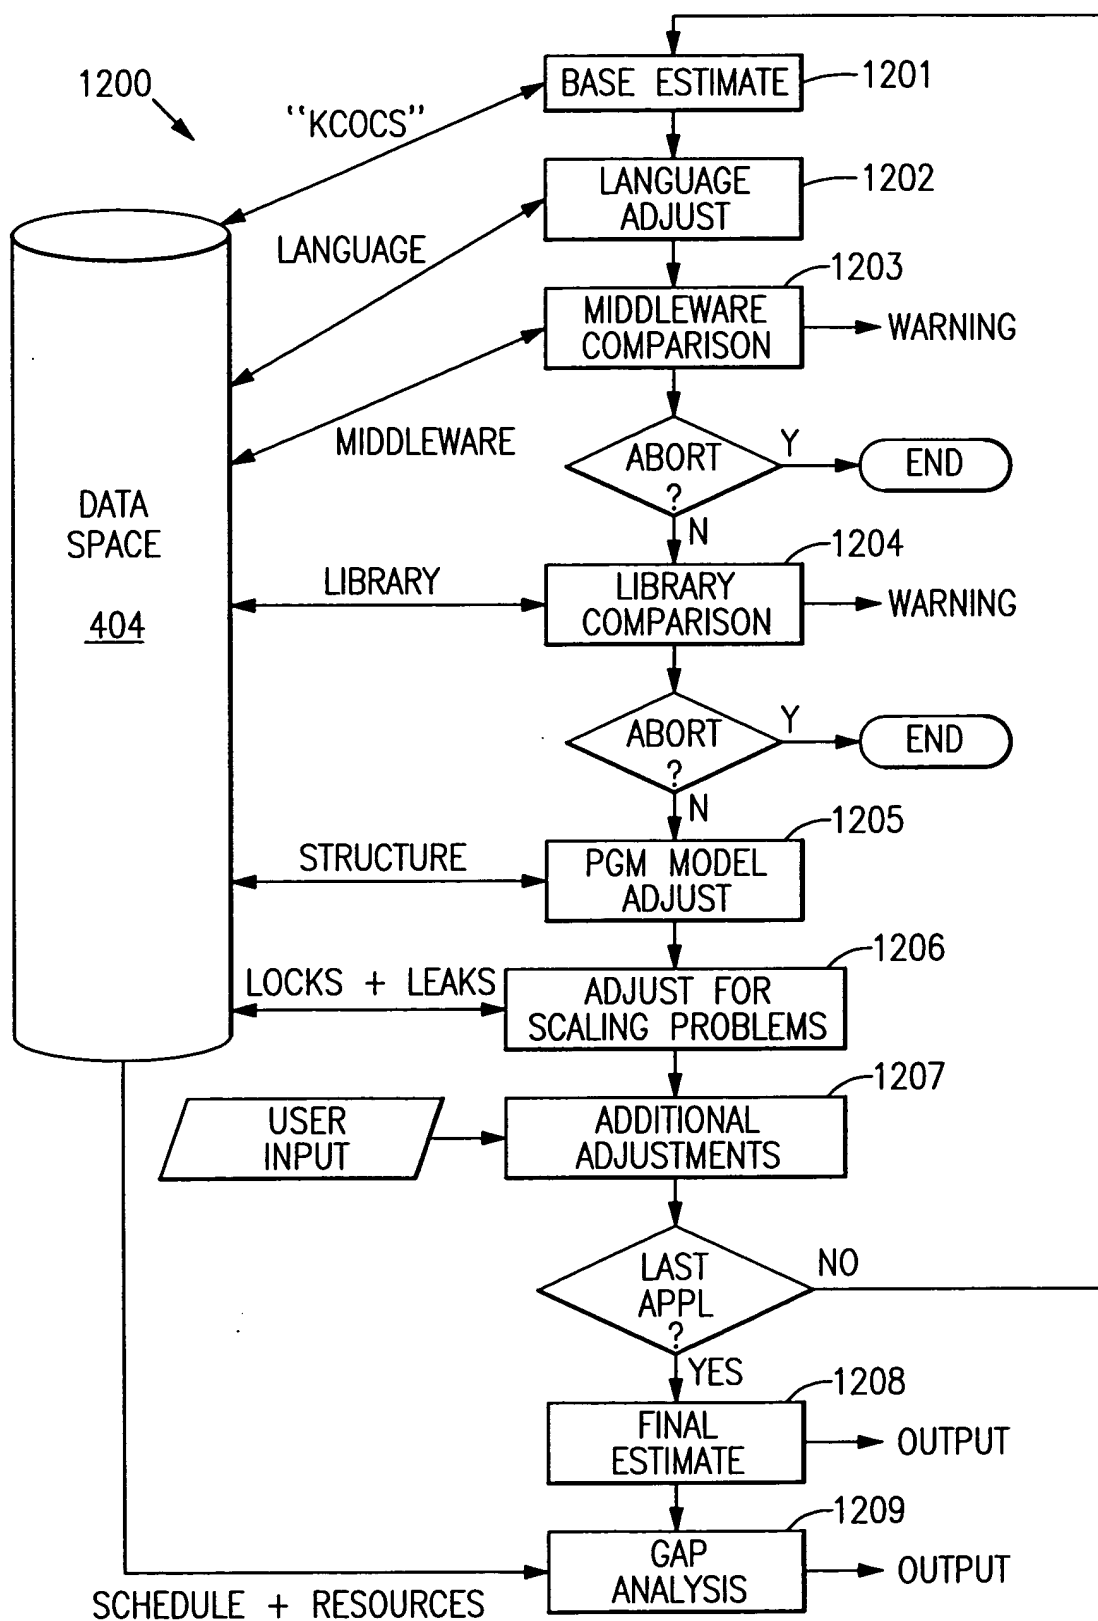 1200
"KCOCS"
BASE ESTIMATE
1201
LANGUAGE
ADJUST
1202
LANGUAGE
MIDDLEWARE
COMPARISON
1203
WARNING
MIDDLEWARE
ABORT
?
Y
END
N
DATA
SPACE
404
LIBRARY
LIBRARY
COMPARISON
1204
WARNING
ABORT
?
Y
END
N
STRUCTURE
PGM MODEL
ADJUST
1205
LOCKS + LEAKS
ADJUST FOR
SCALING PROBLEMS
1206
USER
INPUT
ADDITIONAL
ADJUSTMENTS
1207
LAST
APPL
?
NO
YES
FINAL
ESTIMATE
1208
OUTPUT
GAP
ANALYSIS
1209
OUTPUT
SCHEDULE + RESOURCES